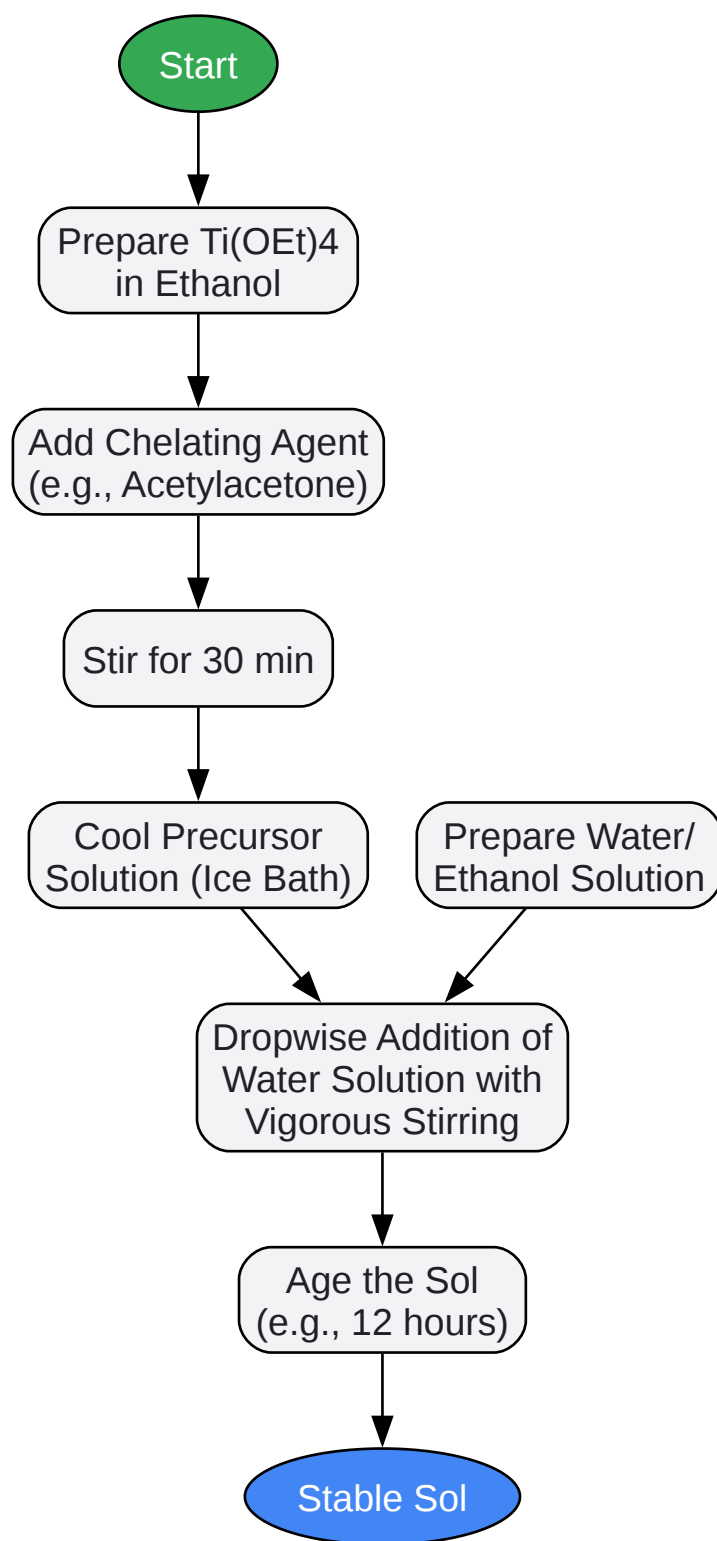 Start
Prepare Ti(OEt)4
in Ethanol
Add Chelating Agent
(e.g., Acetylacetone)
Stir for 30 min
Cool Precursor
Solution (Ice Bath)
Prepare Water/
Ethanol Solution
Dropwise Addition of
Water Solution with
Vigorous Stirring
Age the Sol
(e.g., 12 hours)
Stable Sol